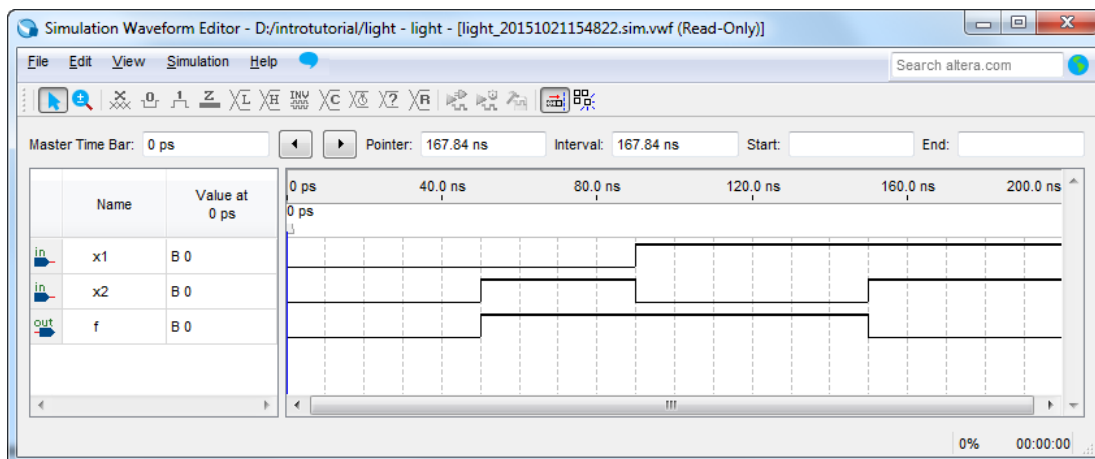 Simulation Waveform Editor - D:/introtutorial/light - light - [light_20151021154822.sim.vwf (Read-Only)]
File Edit View Simulation Help Search altera.com
0 1 Z L H INV C ? R
Master Time Bar: 0 ps Pointer: 167.84 ns Interval: 167.84 ns Start: End:
Name Value at 0 ps
0 ps 40.0 ns 80.0 ns 120.0 ns 160.0 ns 200.0 ns
0 ps
in x1 B 0
in x2 B 0
out f B 0
0% 00:00:00